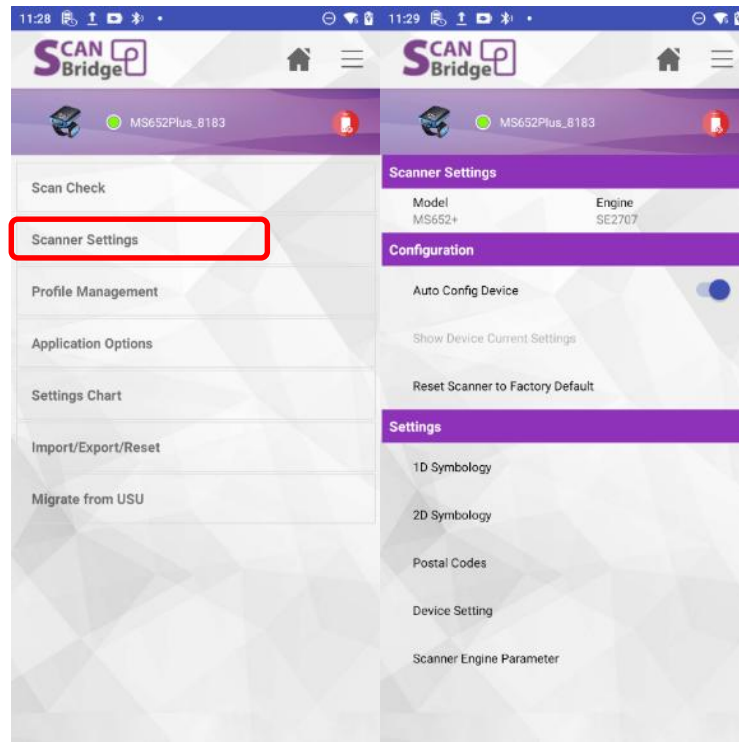 11:28
SCAN
Bridge
MS652Plus_8183
Scan Check
Scanner Settings
Profile Management
Application Options
Settings Chart
Import/Export/Reset
Migrate from USU
11:29
SCAN
Bridge
MS652Plus_8183
Scanner Settings
Model Engine
MS652+ SE2707
Configuration
Auto Config Device
Show Device Current Settings
Reset Scanner to Factory Default
Settings
1D Symbology
2D Symbology
Postal Codes
Device Setting
Scanner Engine Parameter